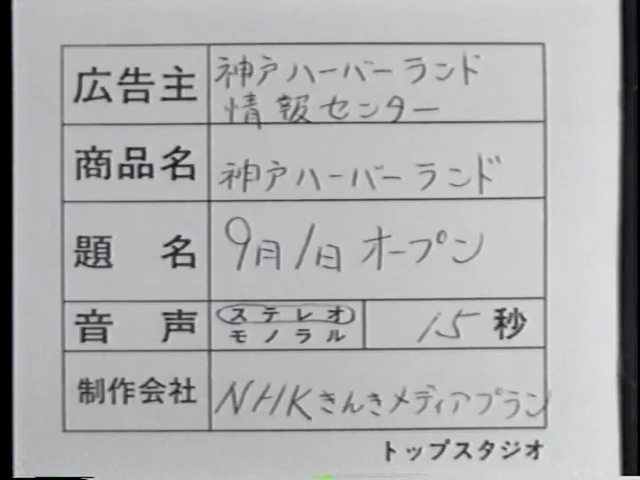 広告主 神戸ハーバーランド
情報センター
商品名 神戸ハーバーランド
題名 9月1日オープン
音声 ステレオ
モノラル 15秒
制作会社 NHKきんきメディアプラン
トップスタジオ